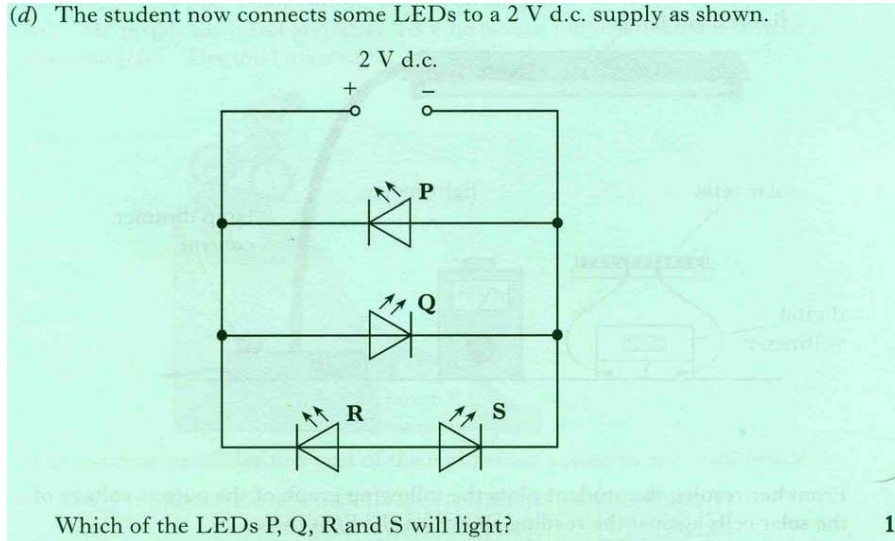 (d) The student now connects some LEDs to a 2 V d.c. supply as shown.
2 V d.c.
+ −
P
Q
R S
Which of the LEDs P, Q, R and S will light? 1